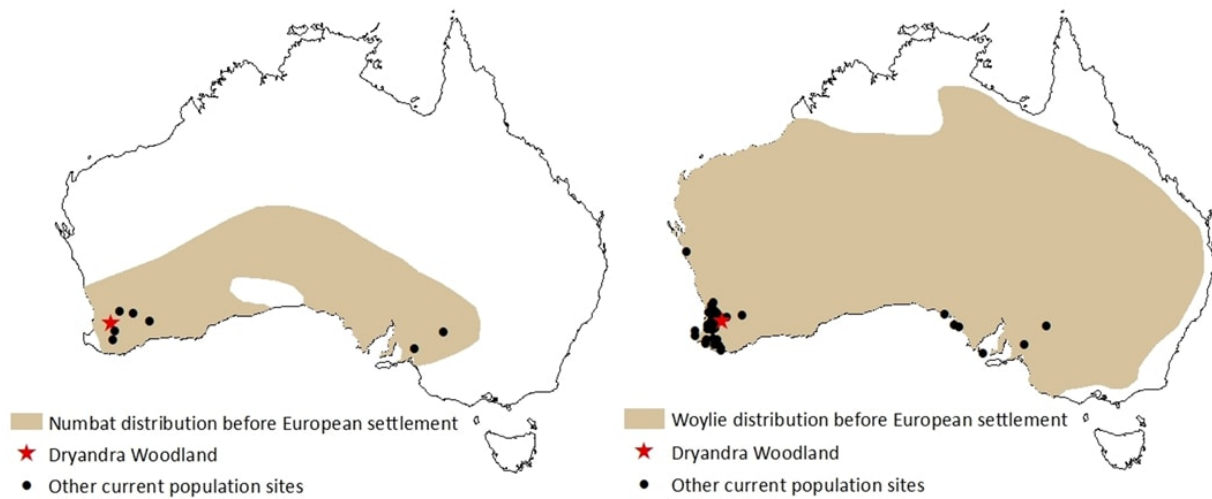 Numbat distribution before European settlement
Dryandra Woodland
Other current population sites
Woylie distribution before European settlement
Dryandra Woodland
Other current population sites